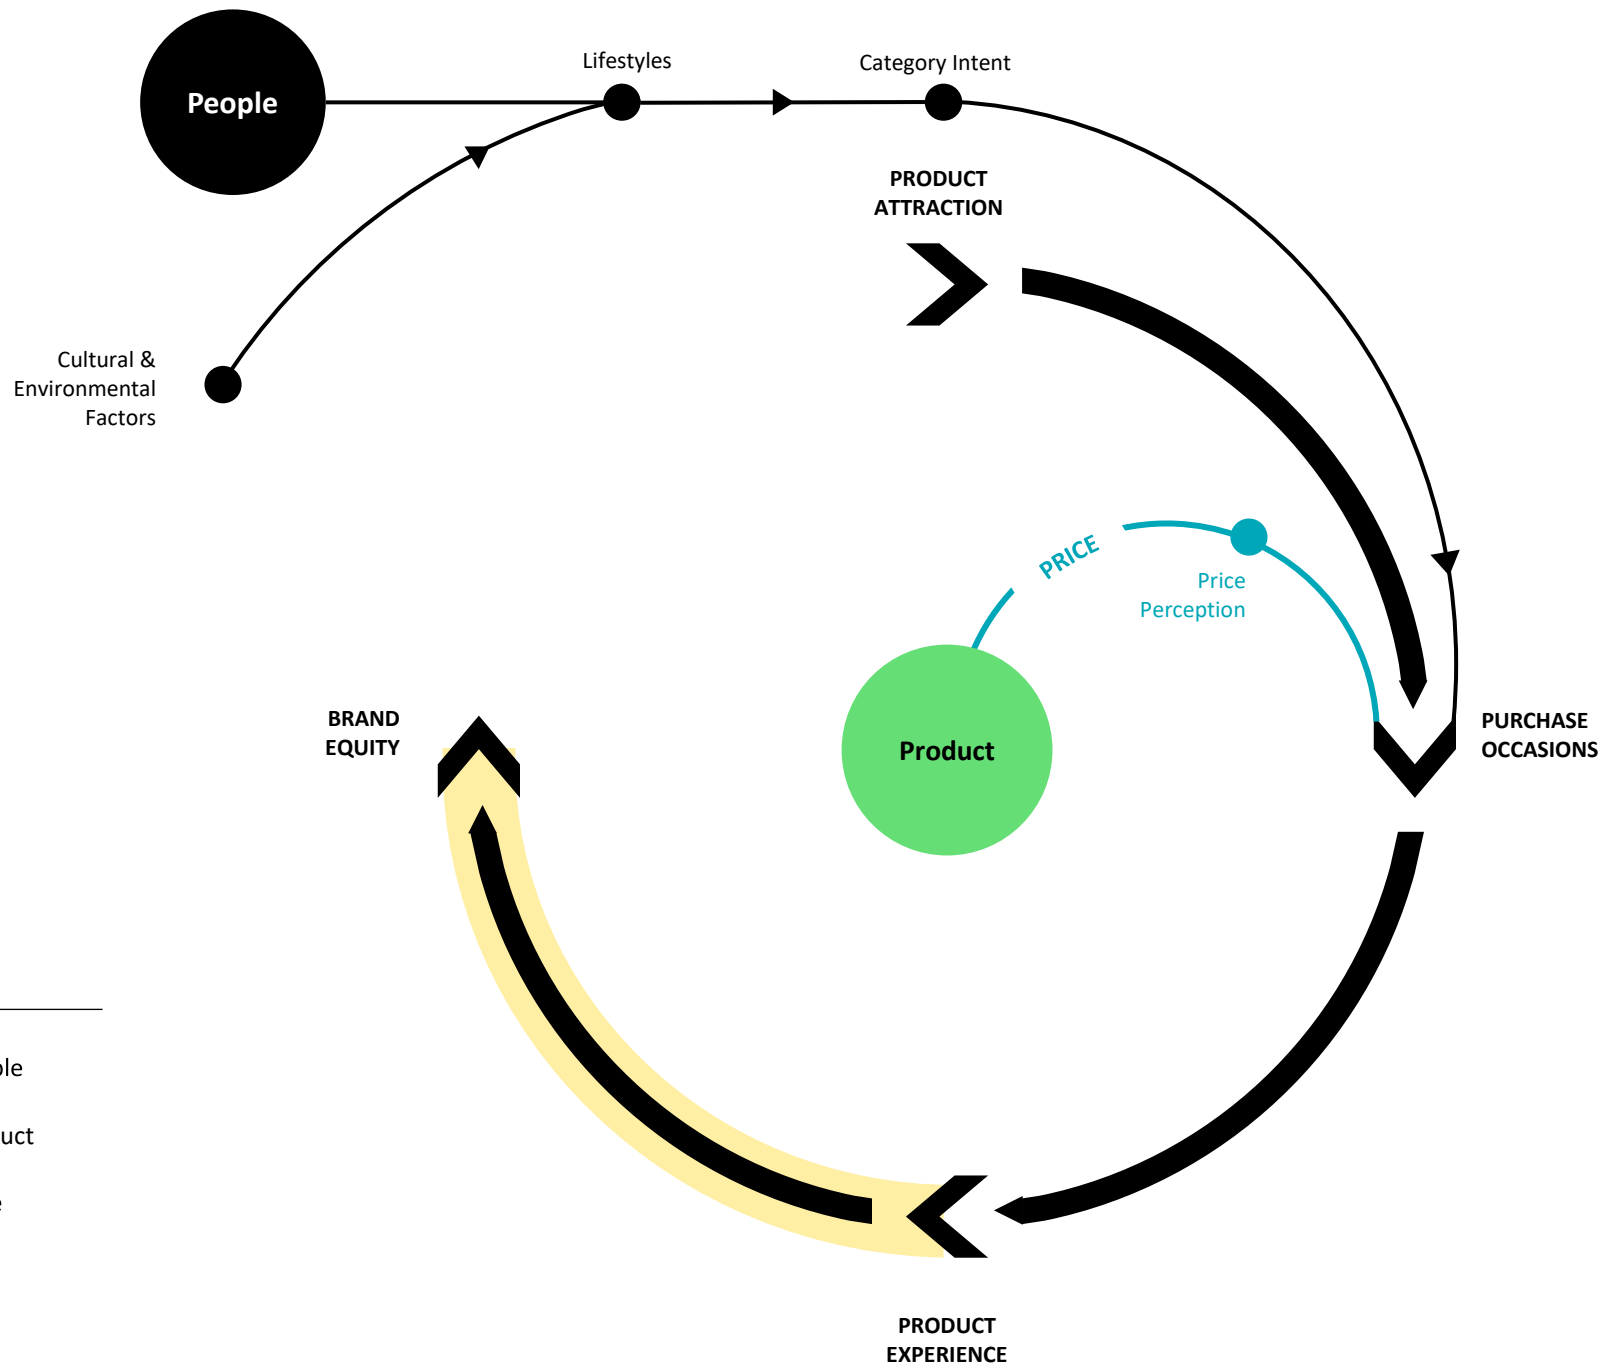 People
Lifestyles
Category Intent
PRODUCT
ATTRACTION
Cultural &
Environmental
Factors
PRICE
Price
Perception
BRAND
EQUITY
Product
PURCHASE
OCCASIONS
PRODUCT
EXPERIENCE